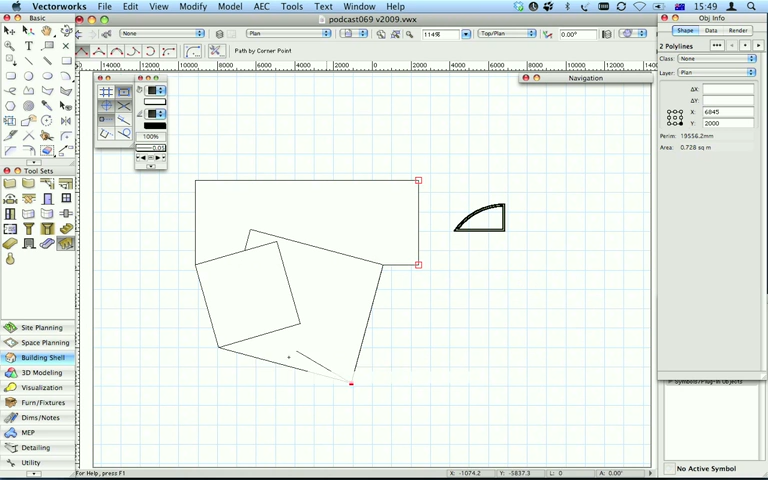 Vectorworks File Edit View Modify Model AEC Tools Text Window Help 15:49
Basic
podcast069 v2009.vwx
Obj Info
None Plan 114% Top/Plan 0.00°
Path by Corner Point
Shape Data Render
2 Polylines
Class: None
Layer: Plan
14000 12000 10000 8000 6000 4000 2000 0 2000 4000 6000 8000 10000 12000 14000
Navigation
ΔX:
ΔY:
X: 6845
Y: 2000
Perim: 19556.2mm
Area: 0.728 sq m
100%
0.05
Tool Sets
Site Planning
Space Planning
Building Shell
3D Modeling
Visualization
Furn/Fixtures
Dims/Notes
MEP
Detailing
Utility
No Active Symbol
For Help, press F1
X: -1074.2 Y: -5837.3 L: 0 A: 0.00°